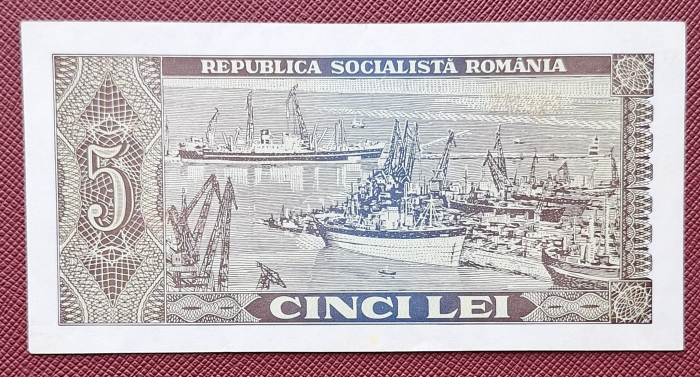 REPUBLICA SOCIALISTĂ ROMÂNIA
5
CINCI LEI